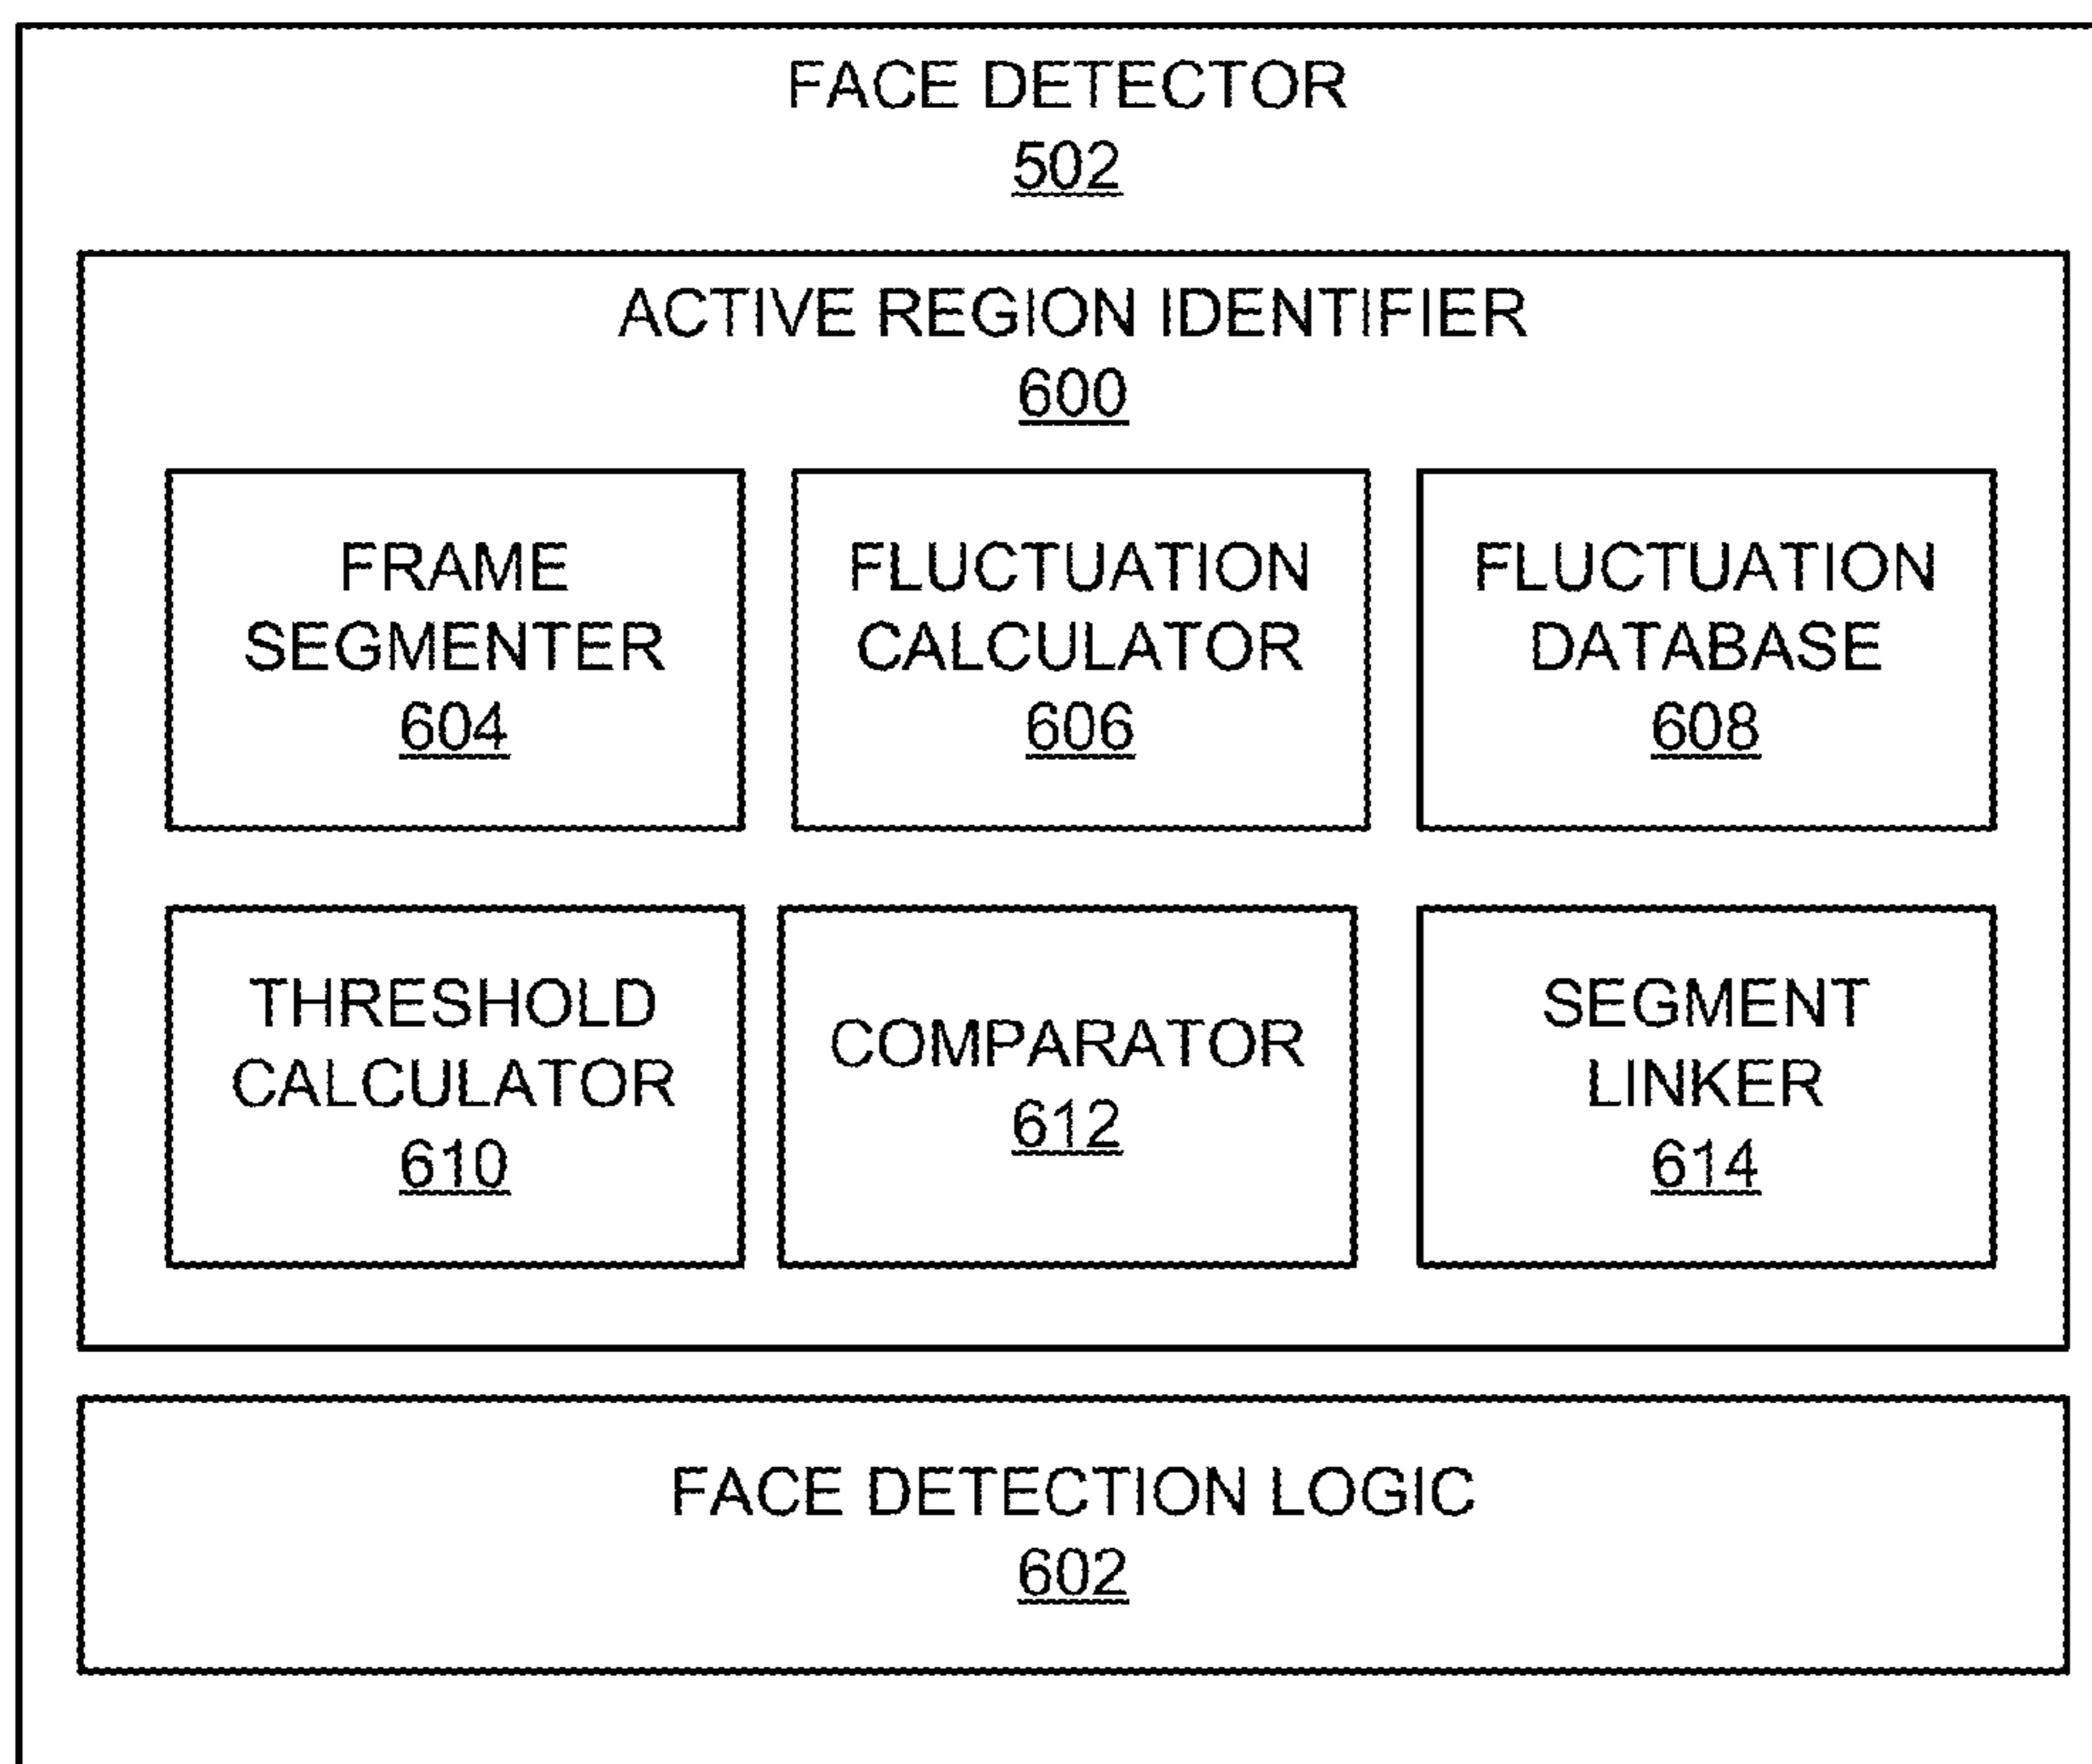 FACE DETECTOR
502
ACTIVE REGION IDENTIFIER
600
FRAME
SEGMENTER
604
FLUCTUATION
CALCULATOR
606
FLUCTUATION
DATABASE
608
THRESHOLD
CALCULATOR
610
COMPARATOR
612
SEGMENT
LINKER
614
FACE DETECTION LOGIC
602